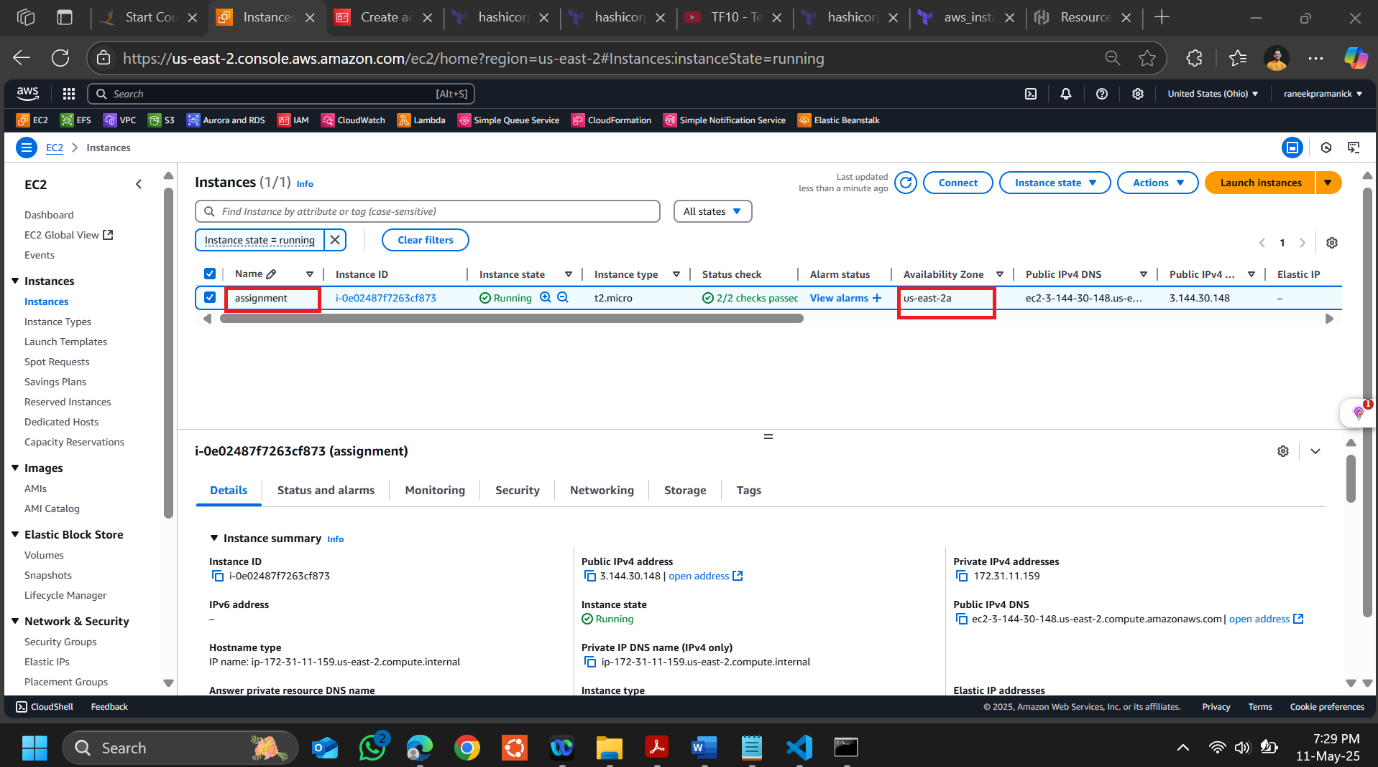 Start Cou
Instances
Create ac
hashicorp
hashicorp
TF10 - Te
hashicorp
aws_insta
Resource
https://us-east-2.console.aws.amazon.com/ec2/home?region=us-east-2#Instances:instanceState=running
aws
Search [Alt+S]
United States (Ohio)
raneekpramanick
EC2 EFS VPC S3 Aurora and RDS IAM CloudWatch Lambda Simple Queue Service CloudFormation Simple Notification Service Elastic Beanstalk
EC2 > Instances
EC2
Dashboard
EC2 Global View
Events
Instances
Instances
Instance Types
Launch Templates
Spot Requests
Savings Plans
Reserved Instances
Dedicated Hosts
Capacity Reservations
Images
AMIs
AMI Catalog
Elastic Block Store
Volumes
Snapshots
Lifecycle Manager
Network & Security
Security Groups
Elastic IPs
Placement Groups
Instances (1/1) Info
Last updated
less than a minute ago
Connect
Instance state
Actions
Launch instances
Find Instance by attribute or tag (case-sensitive)
All states
Instance state = running
Clear filters
1
Name Instance ID Instance state Instance type Status check Alarm status Availability Zone Public IPv4 DNS Public IPv4 ... Elastic IP
assignment i-0e02487f7263cf873 Running t2.micro 2/2 checks passed View alarms + us-east-2a ec2-3-144-30-148.us-e... 3.144.30.148 –
1
i-0e02487f7263cf873 (assignment)
Details Status and alarms Monitoring Security Networking Storage Tags
Instance summary Info
Instance ID
i-0e02487f7263cf873
Public IPv4 address
3.144.30.148 | open address
Private IPv4 addresses
172.31.11.159
IPv6 address
–
Instance state
Running
Public IPv4 DNS
ec2-3-144-30-148.us-east-2.compute.amazonaws.com | open address
Hostname type
IP name: ip-172-31-11-159.us-east-2.compute.internal
Private IP DNS name (IPv4 only)
ip-172-31-11-159.us-east-2.compute.internal
Answer private resource DNS name
Instance type
Elastic IP addresses
CloudShell Feedback
© 2025, Amazon Web Services, Inc. or its affiliates. Privacy Terms Cookie preferences
Search
2
7:29 PM
11-May-25